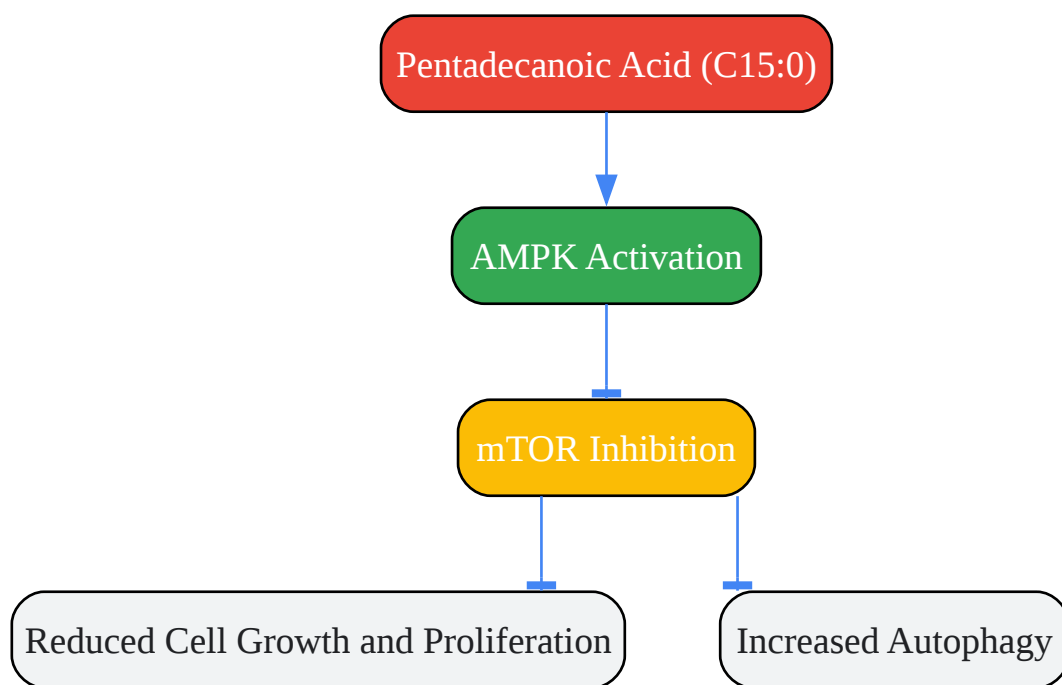 Pentadecanoic Acid (C15:0)
AMPK Activation
mTOR Inhibition
Reduced Cell Growth and Proliferation
Increased Autophagy